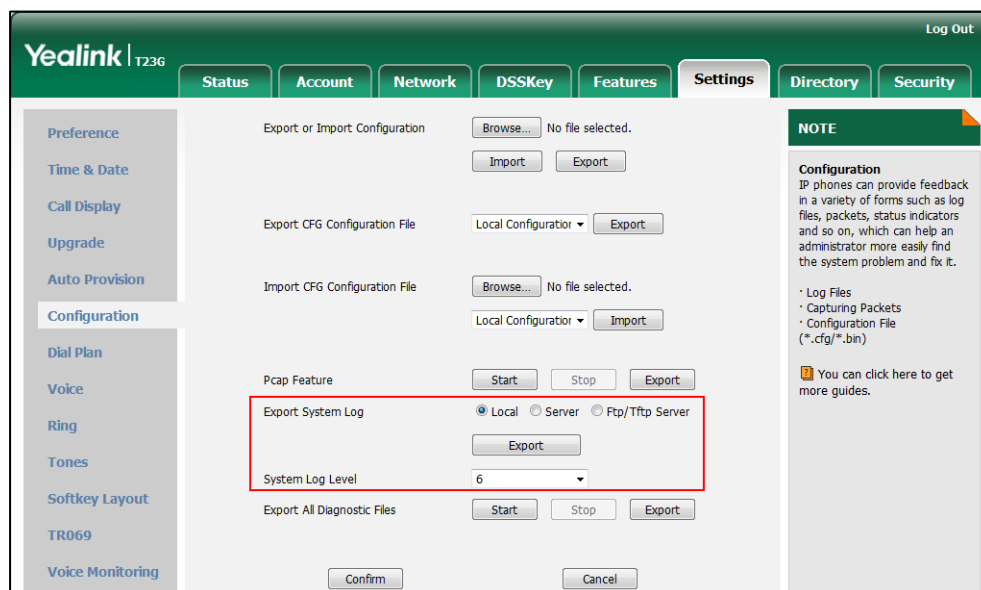 Log Out
Yealink T23G
Status Account Network DSSKey Features Settings Directory Security
Preference
Time & Date
Call Display
Upgrade
Auto Provision
Configuration
Dial Plan
Voice
Ring
Tones
Softkey Layout
TR069
Voice Monitoring
Export or Import Configuration Browse... No file selected.
Import Export
Export CFG Configuration File Local Configuration Export
Import CFG Configuration File Browse... No file selected.
Local Configuration Import
Pcap Feature Start Stop Export
Export System Log Local Server Ftp/Tftp Server
Export
System Log Level 6
Export All Diagnostic Files Start Stop Export
Confirm Cancel
NOTE
Configuration
IP phones can provide feedback
in a variety of forms such as log
files, packets, status indicators
and so on, which can help an
administrator more easily find
the system problem and fix it.
· Log Files
· Capturing Packets
· Configuration File
(*.cfg/*.bin)
You can click here to get
more guides.